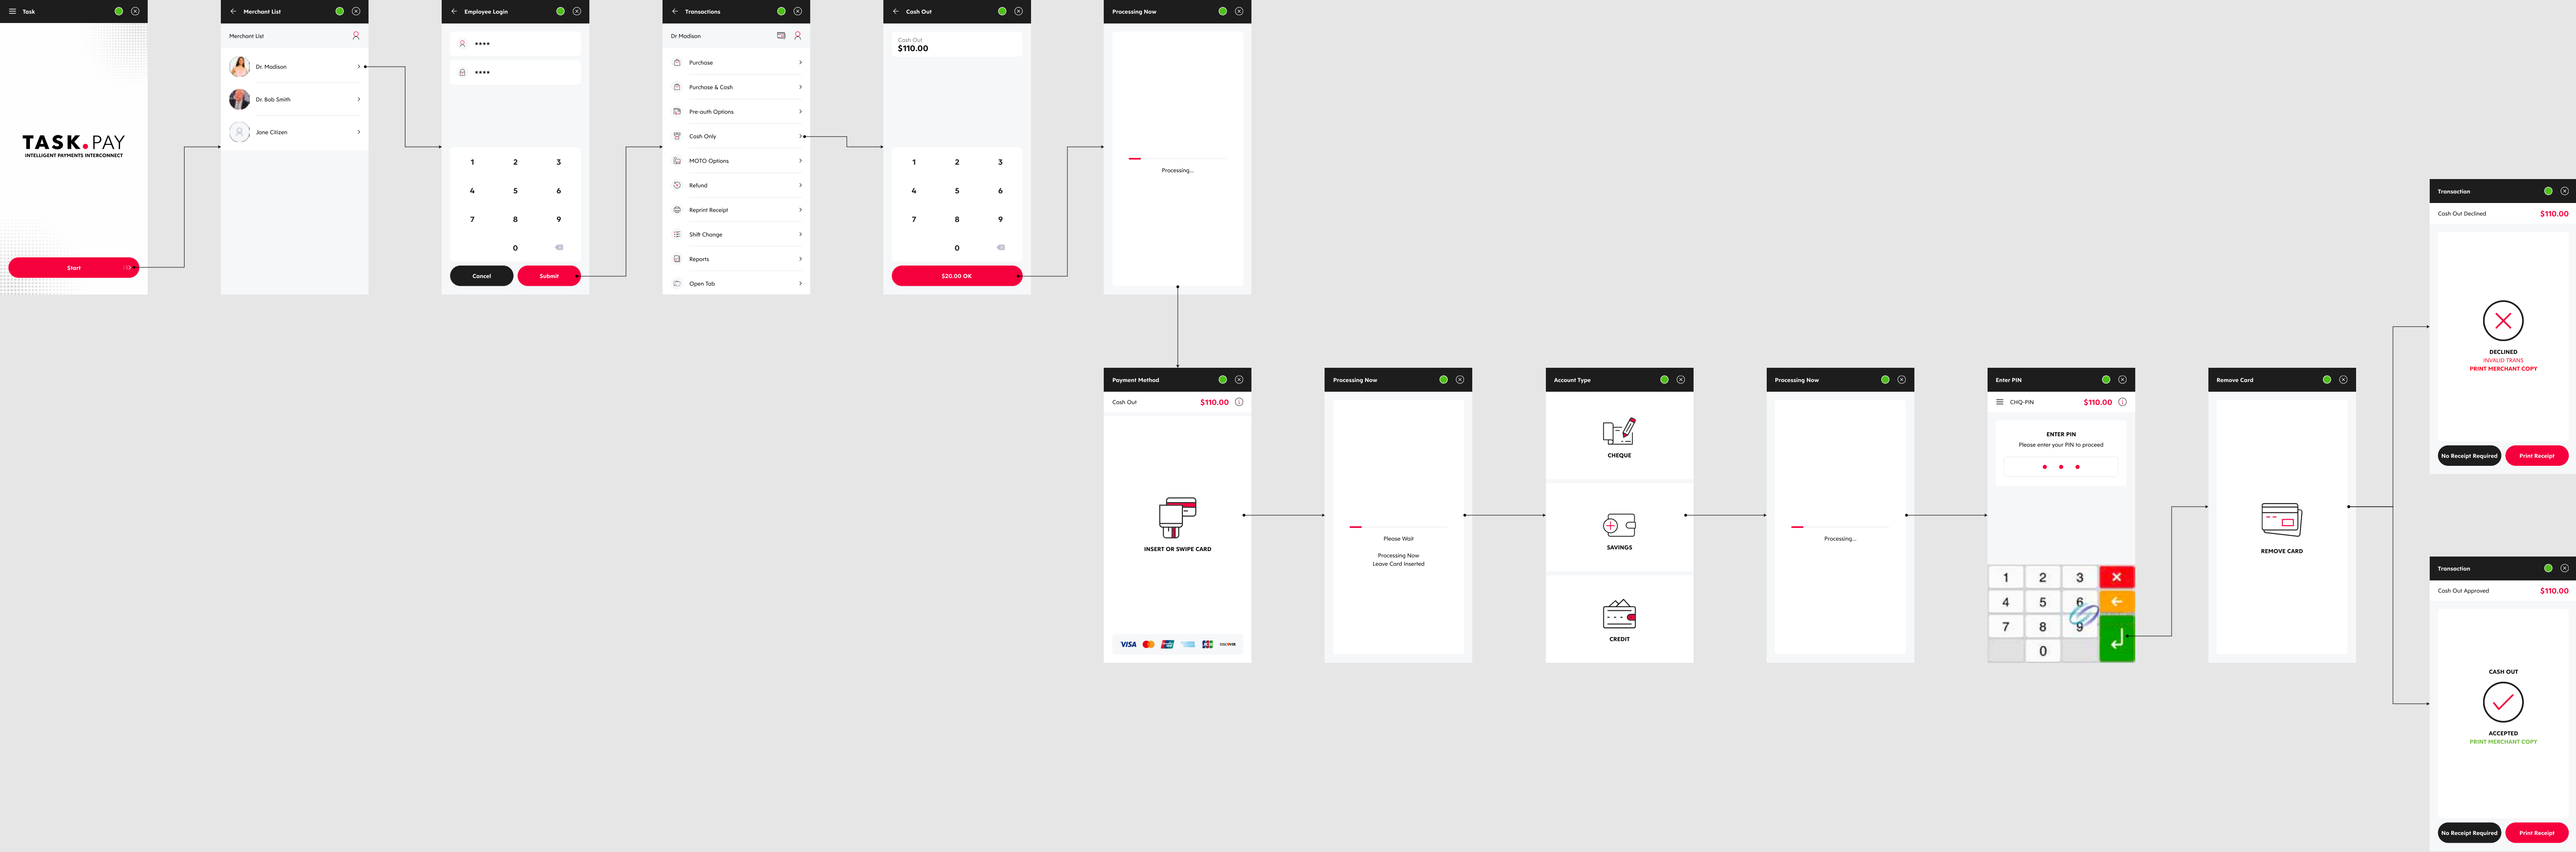 Task
TASK.PAY
INTELLIGENT PAYMENTS INTERCONNECT
Start
Merchant List
Merchant List
Dr. Madison
Dr. Bob Smith
Jane Citizen
Employee Login
****
****
1 2 3
4 5 6
7 8 9
0
Cancel Submit
Transactions
Dr Madison
Purchase
Purchase & Cash
Pre-auth Options
Cash Only
MOTO Options
Refund
Reprint Receipt
Shift Change
Reports
Open Tab
Cash Out
Cash Out
$110.00
1 2 3
4 5 6
7 8 9
0
$20.00 OK
Processing Now
Processing...
Payment Method
Cash Out $110.00
INSERT OR SWIPE CARD
VISA JCB DISCOVER
Processing Now
Please Wait
Processing Now
Leave Card Inserted
Account Type
CHEQUE
SAVINGS
CREDIT
Processing Now
Processing...
Enter PIN
CHQ-PIN $110.00
ENTER PIN
Please enter your PIN to proceed
1 2 3
4 5 6
7 8 9
0
Remove Card
REMOVE CARD
Transaction
Cash Out Declined $110.00
DECLINED
INVALID TRANS
PRINT MERCHANT COPY
No Receipt Required Print Receipt
Transaction
Cash Out Approved $110.00
CASH OUT
ACCEPTED
PRINT MERCHANT COPY
No Receipt Required Print Receipt